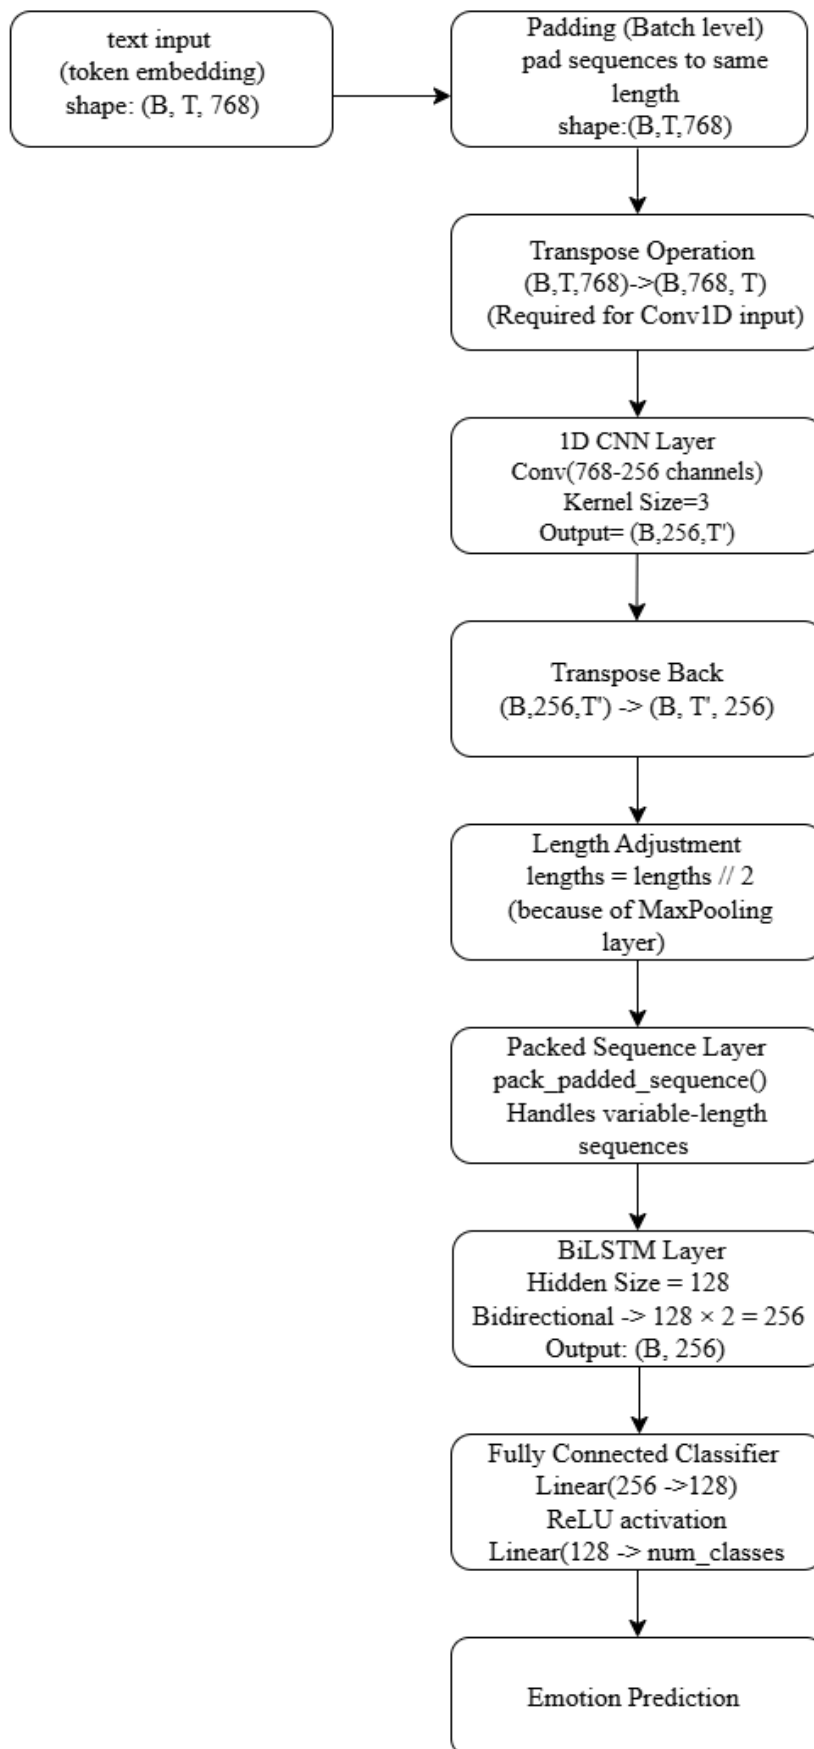 text input
(token embedding)
shape: (B, T, 768)
Padding (Batch level)
pad sequences to same
length
shape:(B,T,768)
Transpose Operation
(B,T,768)->(B,768, T)
(Required for Conv1D input)
1D CNN Layer
Conv(768-256 channels)
Kernel Size=3
Output= (B,256,T')
Transpose Back
(B,256,T') -> (B, T', 256)
Length Adjustment
lengths = lengths // 2
(because of MaxPooling
layer)
Packed Sequence Layer
pack_padded_sequence()
Handles variable-length
sequences
BiLSTM Layer
Hidden Size = 128
Bidirectional -> 128 × 2 = 256
Output: (B, 256)
Fully Connected Classifier
Linear(256 ->128)
ReLU activation
Linear(128 -> num_classes
Emotion Prediction